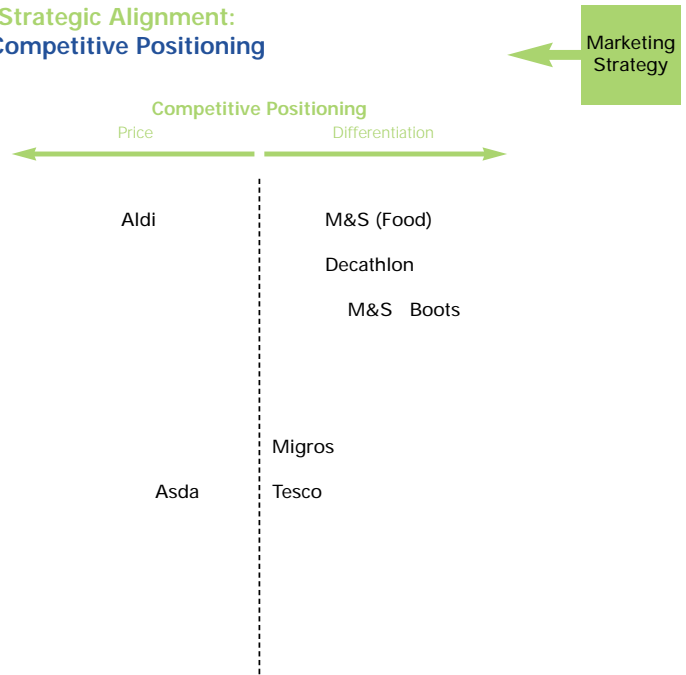 Strategic Alignment:
Competitive Positioning
Marketing
Strategy
Competitive Positioning
Price Differentiation
Aldi M&S (Food)
Decathlon
M&S Boots
Migros
Asda Tesco